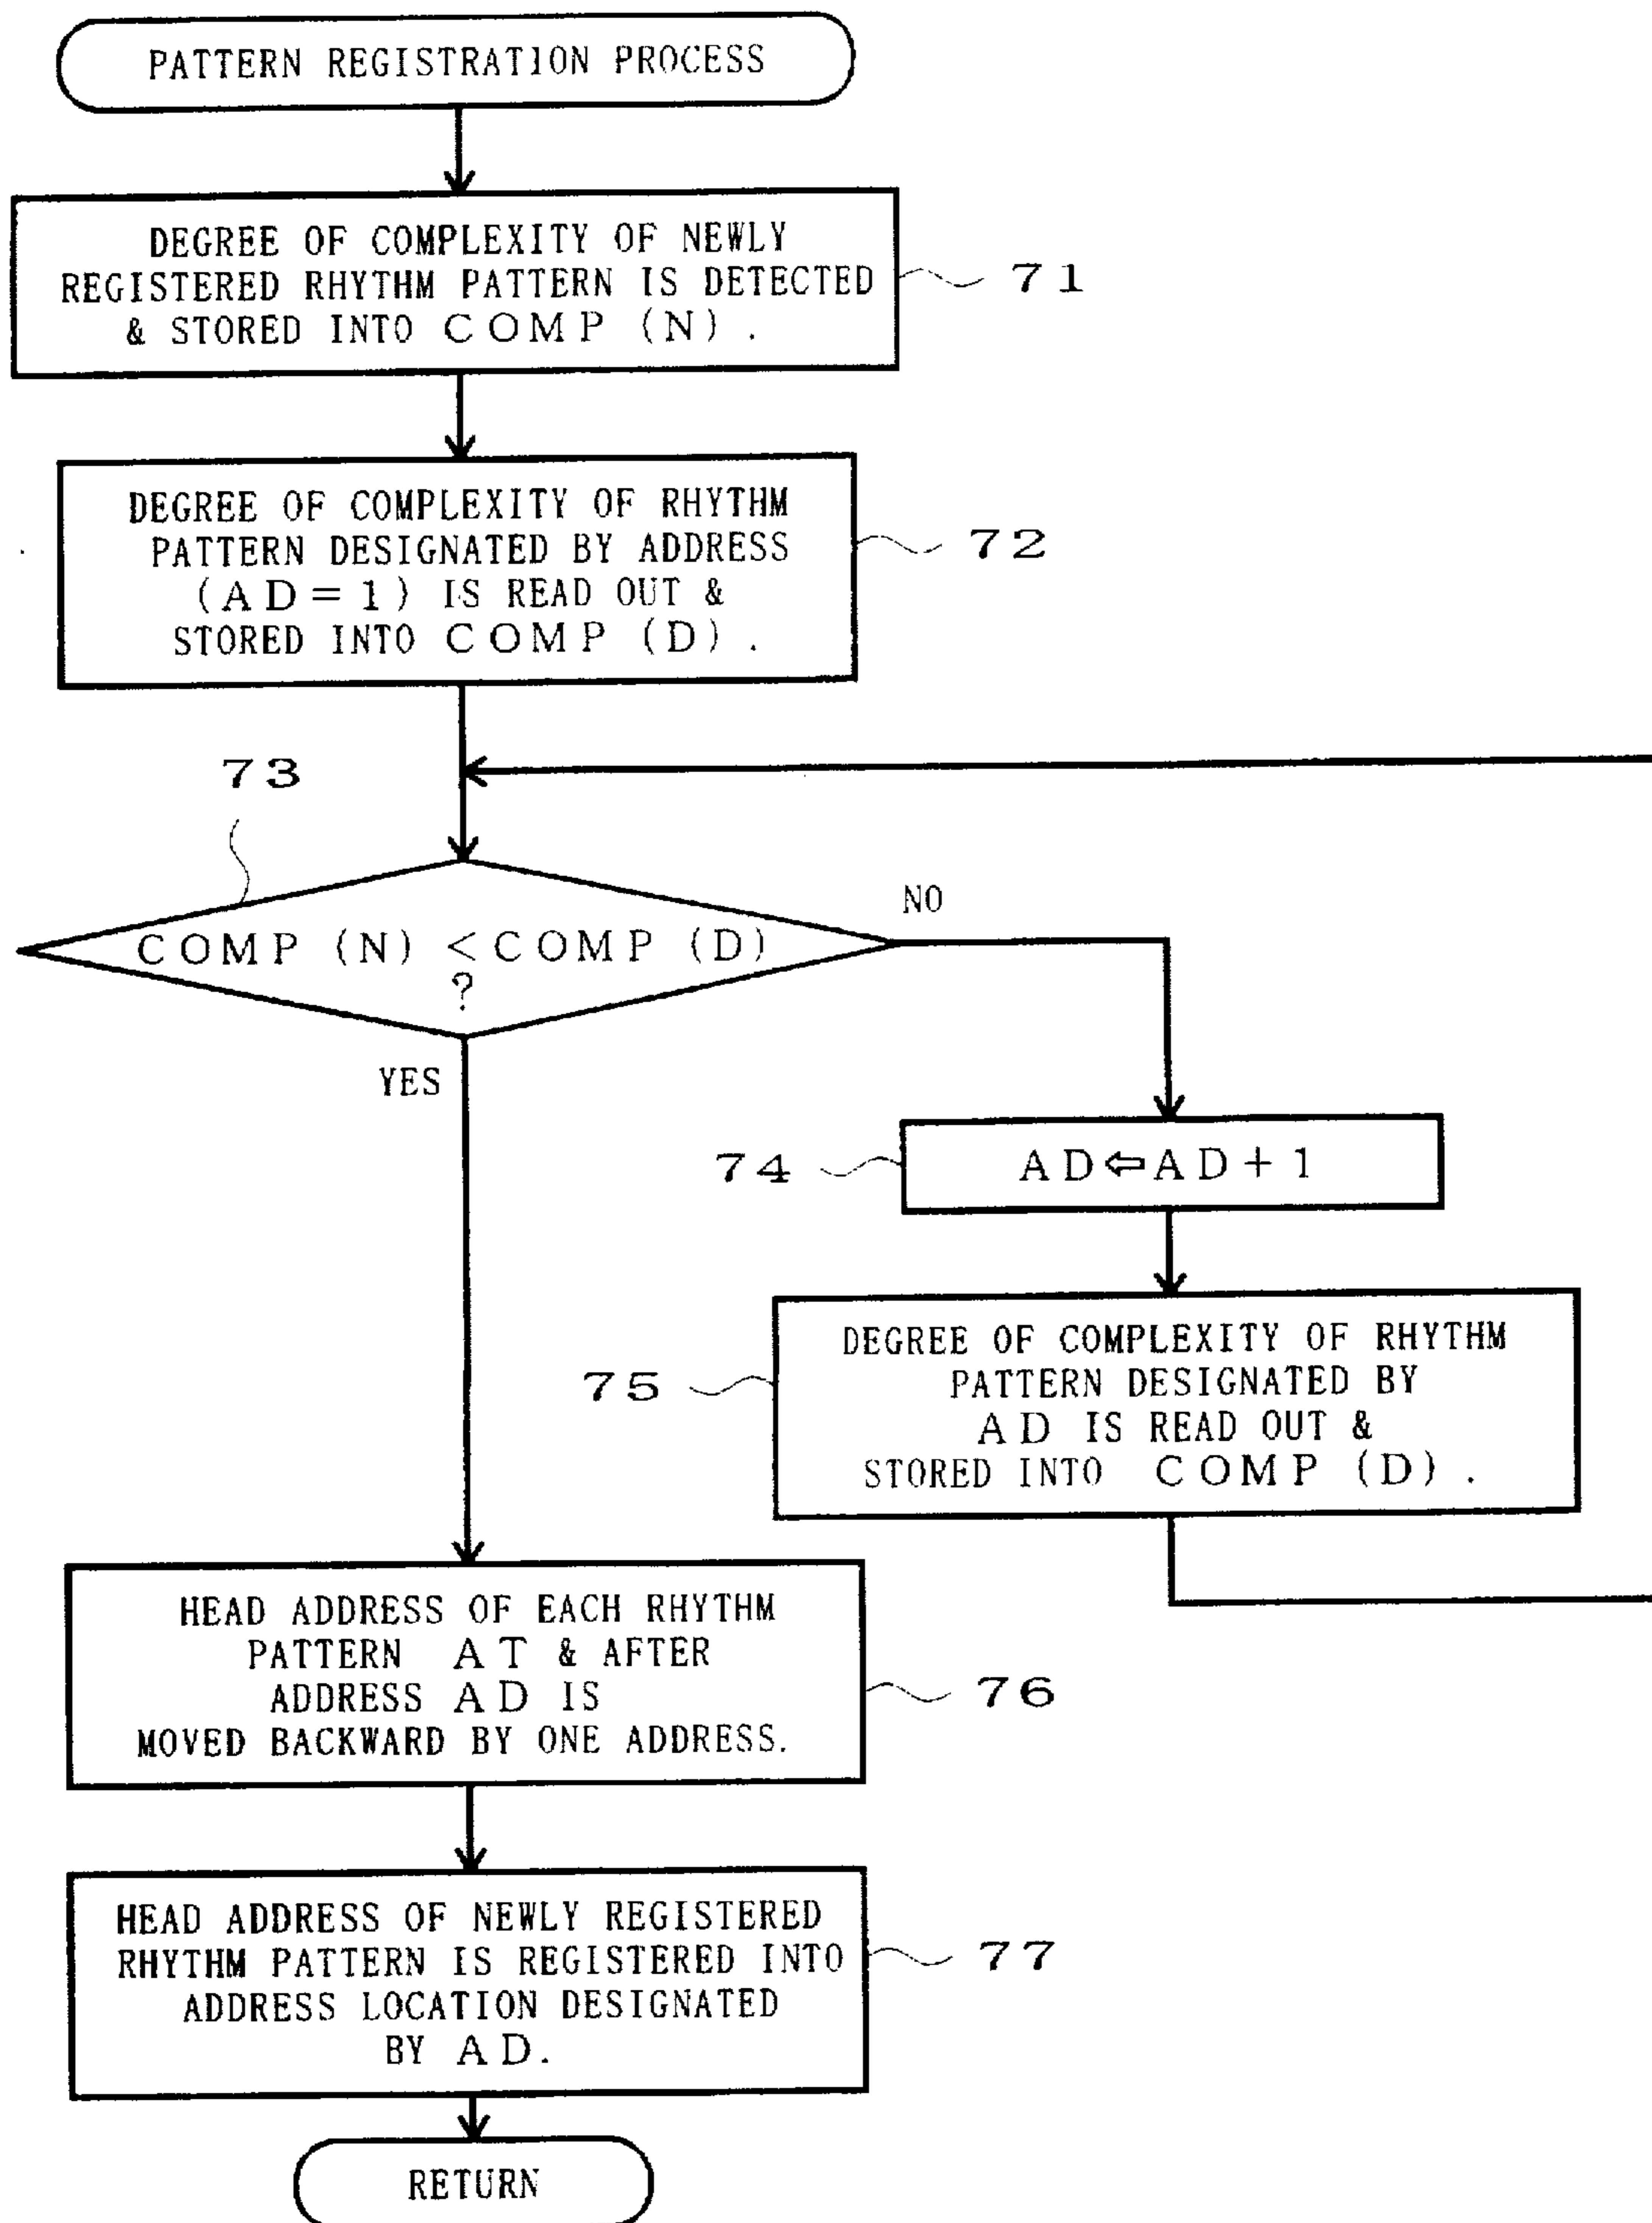 PATTERN REGISTRATION PROCESS
DEGREE OF COMPLEXITY OF NEWLY
REGISTERED RHYTHM PATTERN IS DETECTED
& STORED INTO COMP (N).
71
DEGREE OF COMPLEXITY OF RHYTHM
PATTERN DESIGNATED BY ADDRESS
(AD=1) IS READ OUT &
STORED INTO COMP (D).
72
73
COMP (N) <COMP (D)
?
NO
YES
74
AD⇦AD+1
75
DEGREE OF COMPLEXITY OF RHYTHM
PATTERN DESIGNATED BY
AD IS READ OUT &
STORED INTO COMP (D).
HEAD ADDRESS OF EACH RHYTHM
PATTERN AT & AFTER
ADDRESS AD IS
MOVED BACKWARD BY ONE ADDRESS.
76
HEAD ADDRESS OF NEWLY REGISTERED
RHYTHM PATTERN IS REGISTERED INTO
ADDRESS LOCATION DESIGNATED
BY AD.
77
RETURN